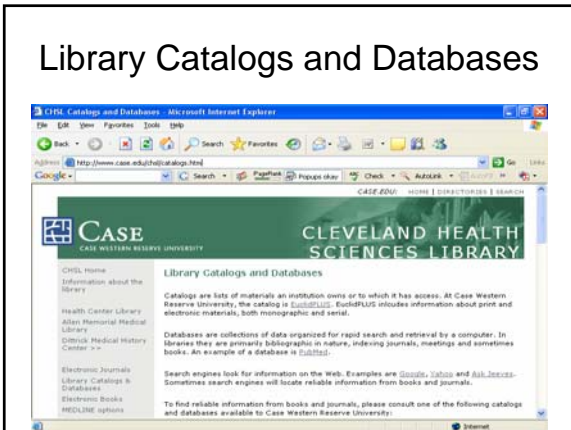 Library Catalogs and Databases
CHSL Catalogs and Databases - Microsoft Internet Explorer
File Edit View Favorites Tools Help
Back Search Favorites
Address http://www.case.edu/chsl/catalogs.htm Go Links
Google Search PageRank Popups okay Check AutoLink
CASE.EDU: HOME | DIRECTORIES | SEARCH
CASE
CASE WESTERN RESERVE UNIVERSITY
CLEVELAND HEALTH
SCIENCES LIBRARY
CHSL Home
Information about the
library
Health Center Library
Allen Memorial Medical
Library
Dittrick Medical History
Center >>
Electronic Journals
Library Catalogs &
Databases
Electronic Books
MEDLINE options
Library Catalogs and Databases
Catalogs are lists of materials an institution owns or to which it has access. At Case Western
Reserve University, the catalog is EuclidPLUS. EuclidPLUS inlcudes information about print and
electronic materials, both monographic and serial.
Databases are collections of data organized for rapid search and retrieval by a computer. In
libraries they are primarily bibliographic in nature, indexing journals, meetings and sometimes
books. An example of a database is PubMed.
Search engines look for information on the Web. Examples are Google, Yahoo and Ask Jeeves.
Sometimes search engines will locate reliable information from books and journals.
To find reliable information from books and journals, please consult one of the following catalogs
and databases available to Case Western Reserve University:
Internet